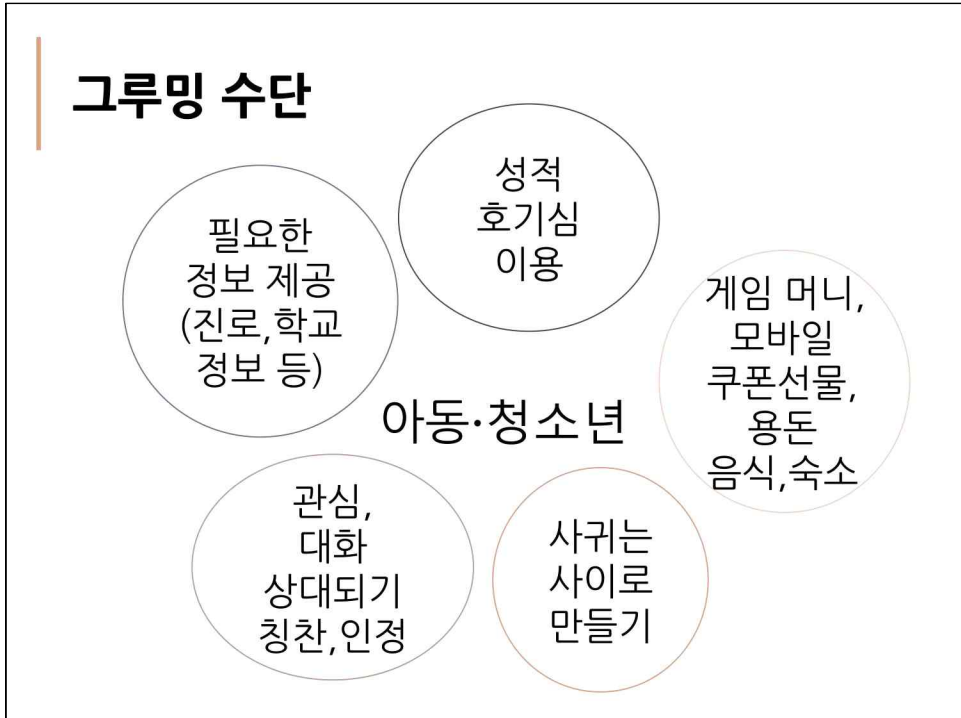 그루밍 수단
성적
호기심
이용
필요한
정보 제공
(진로,학교
정보 등)
게임 머니,
모바일
쿠폰선물,
용돈
음식,숙소
아동·청소년
관심,
대화
상대되기
칭찬,인정
사귀는
사이로
만들기